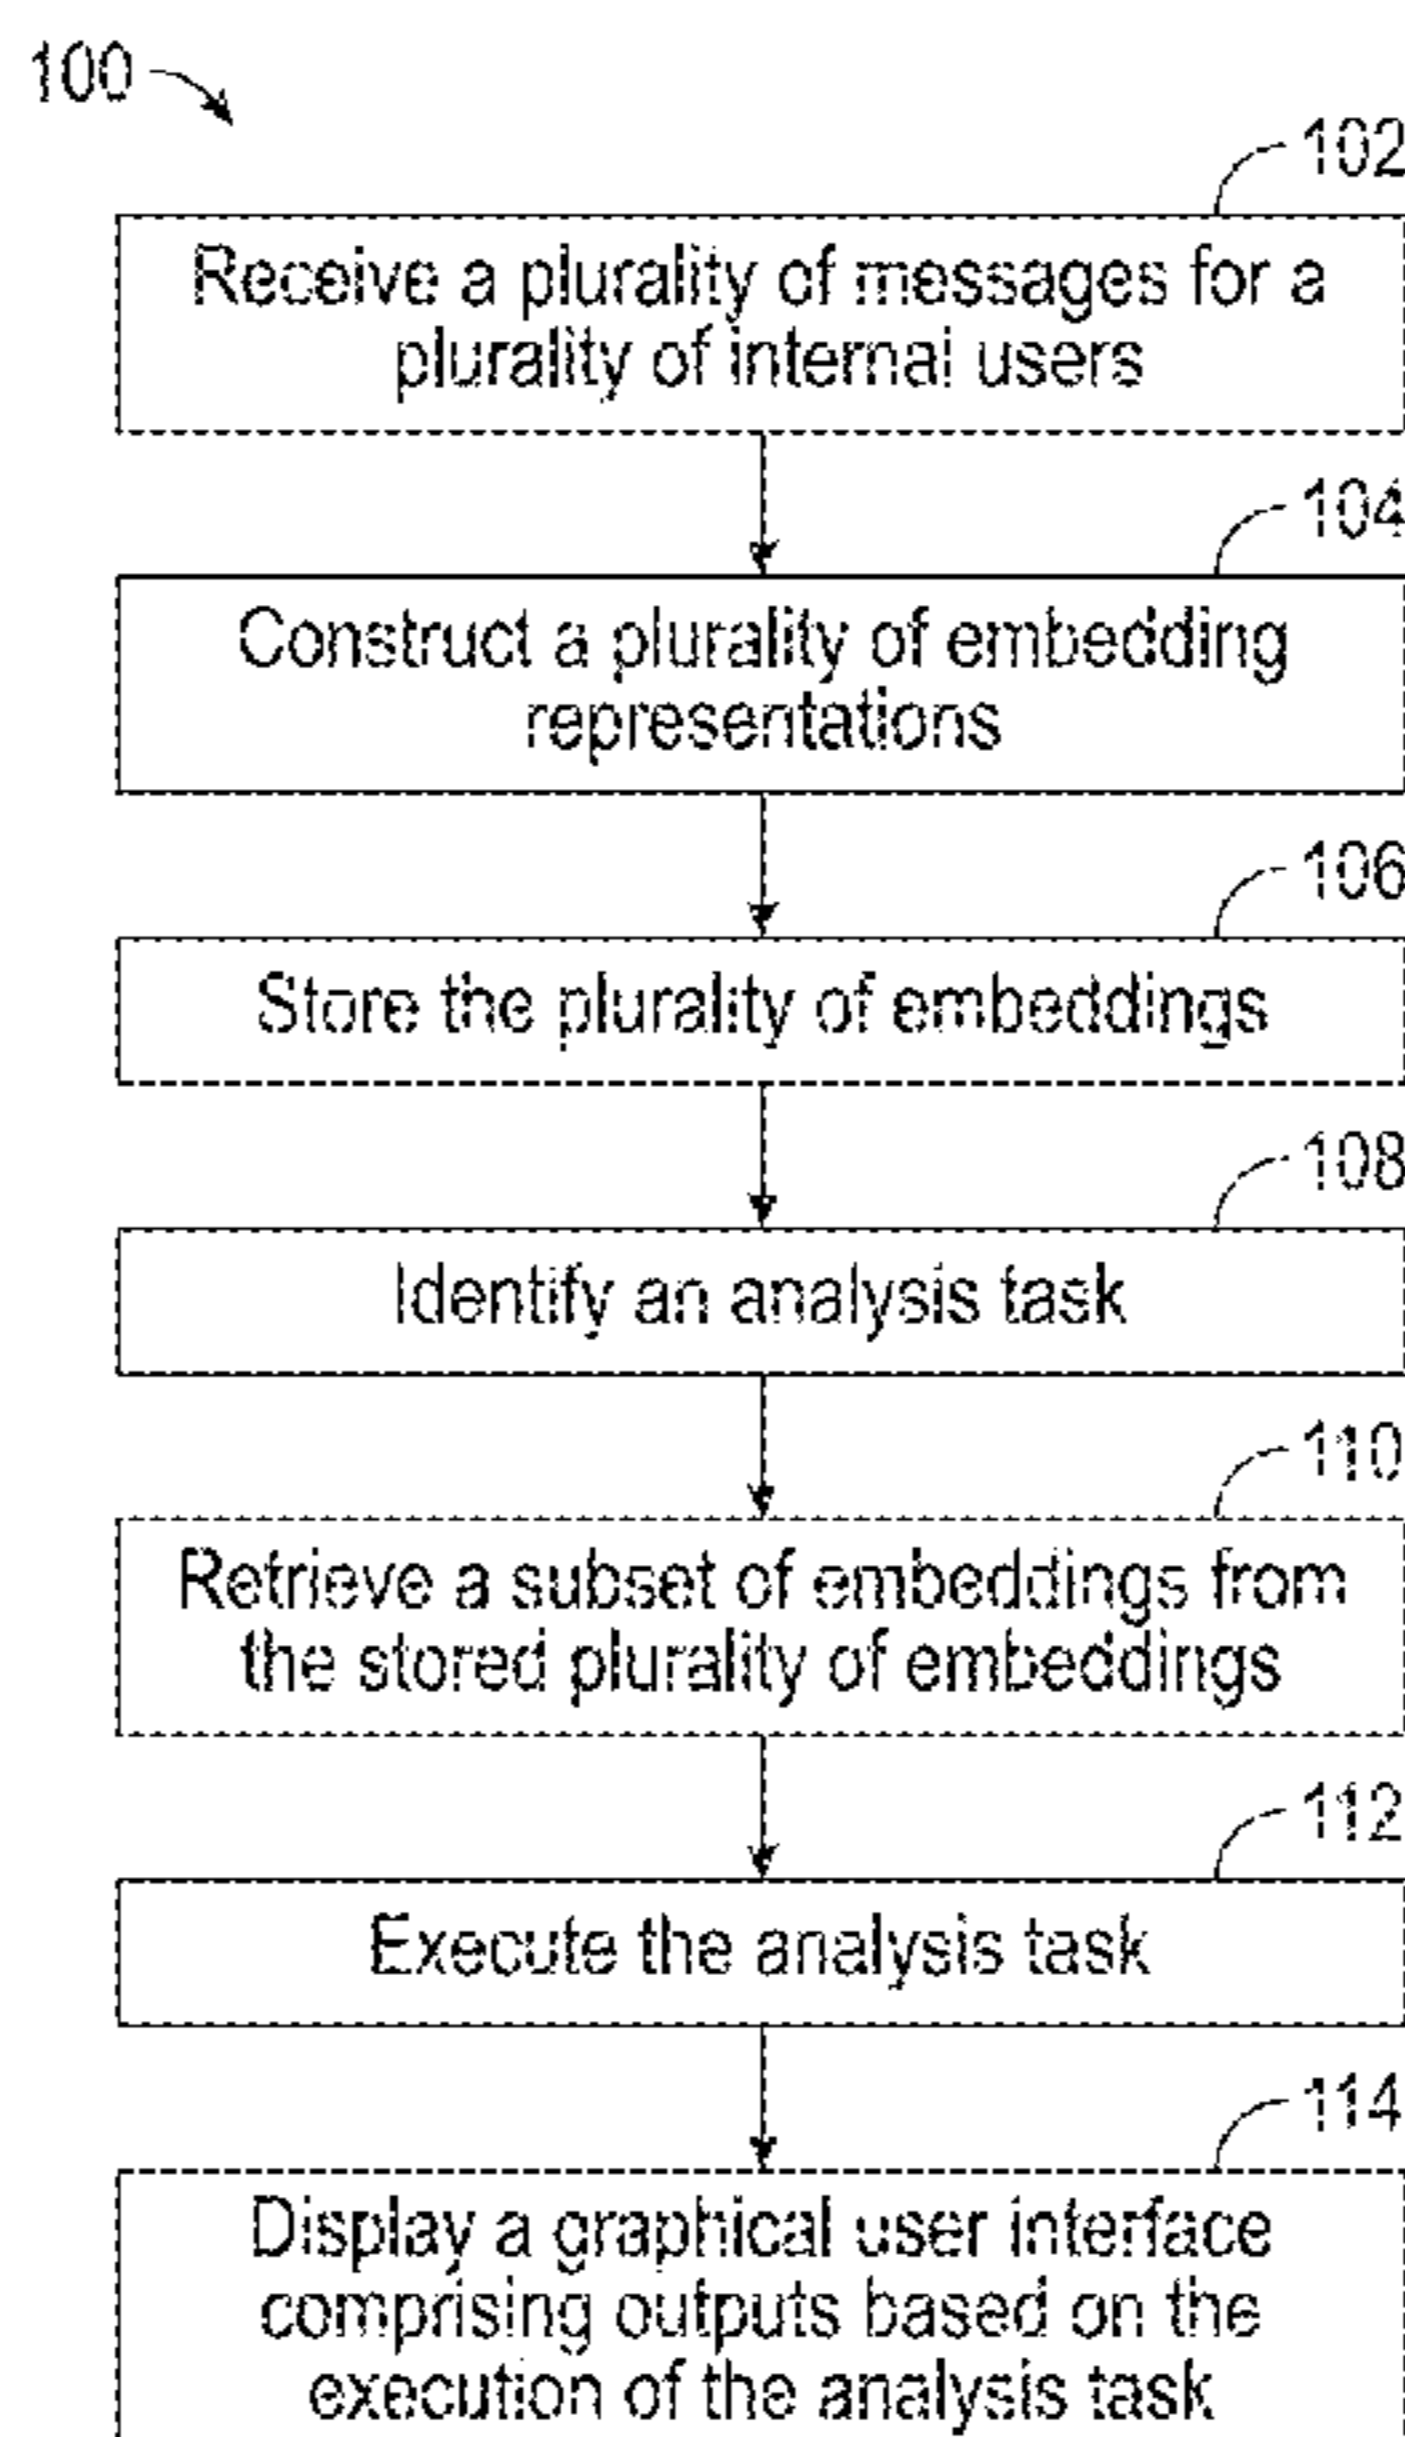 100
102
Receive a plurality of messages for a
plurality of internal users
104
Construct a plurality of embedding
representations
106
Store the plurality of embeddings
108
Identify an analysis task
110
Retrieve a subset of embeddings from
the stored plurality of embeddings
112
Execute the analysis task
114
Display a graphical user interface
comprising outputs based on the
execution of the analysis task